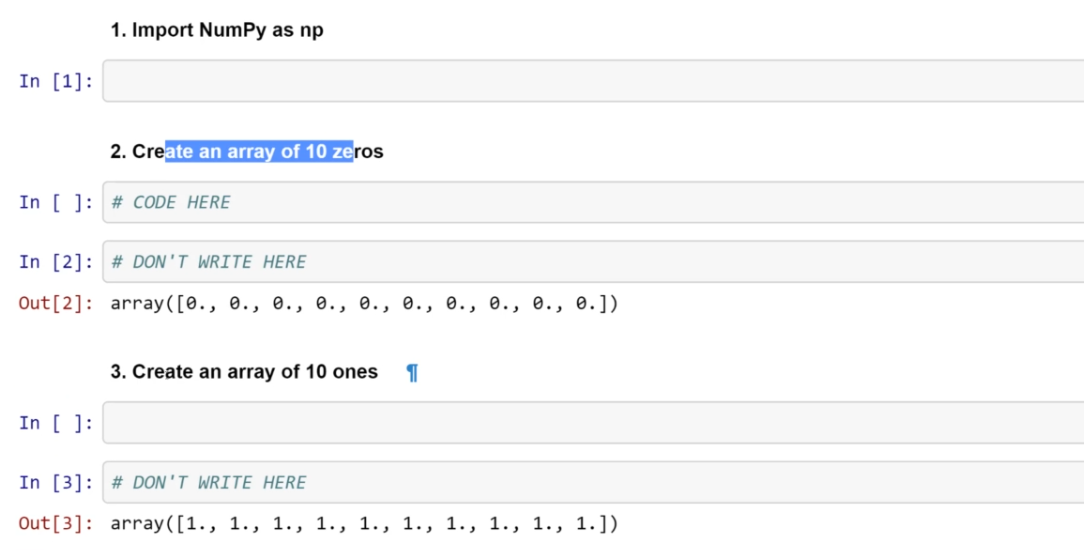 1. Import NumPy as np
In [1]:
2. Create an array of 10 zeros
In [ ]: # CODE HERE
In [2]: # DON'T WRITE HERE
Out[2]: array([0., 0., 0., 0., 0., 0., 0., 0., 0., 0.])
3. Create an array of 10 ones ¶
In [ ]:
In [3]: # DON'T WRITE HERE
Out[3]: array([1., 1., 1., 1., 1., 1., 1., 1., 1., 1.])